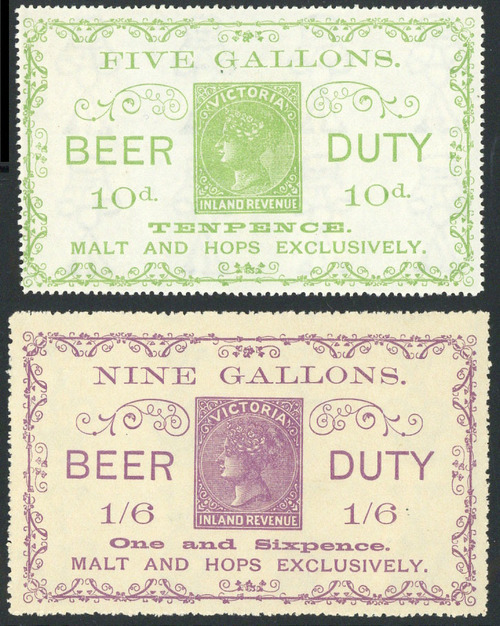 FIVE GALLONS.
VICTORIA
BEER DUTY
10d. 10d.
INLAND REVENUE
TENPENCE.
MALT AND HOPS EXCLUSIVELY.
NINE GALLONS.
VICTORIA
BEER DUTY
1/6 1/6
INLAND REVENUE
One and Sixpence.
MALT AND HOPS EXCLUSIVELY.